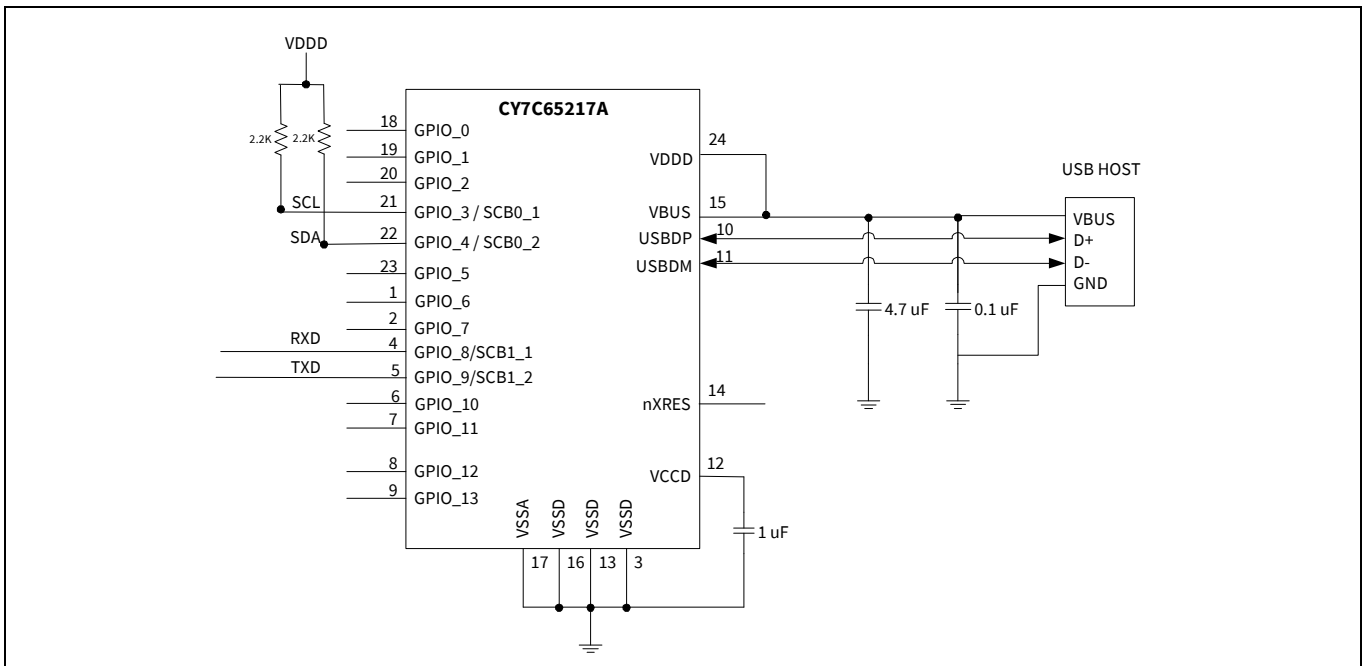 VDDD
2.2K 2.2K
SCL
SDA
RXD
TXD
CY7C65217A
18 GPIO_0
19 GPIO_1
20 GPIO_2
21 GPIO_3 / SCB0_1
22 GPIO_4 / SCB0_2
23 GPIO_5
1 GPIO_6
2 GPIO_7
4 GPIO_8/SCB1_1
5 GPIO_9/SCB1_2
6 GPIO_10
7 GPIO_11
8 GPIO_12
9 GPIO_13
VDDD 24
VBUS 15
USBDP 10
USBDM 11
nXRES 14
VCCD 12
VSSA
VSSD
VSSD
VSSD
17 16 13 3
1 uF
4.7 uF
0.1 uF
USB HOST
VBUS
D+
D-
GND